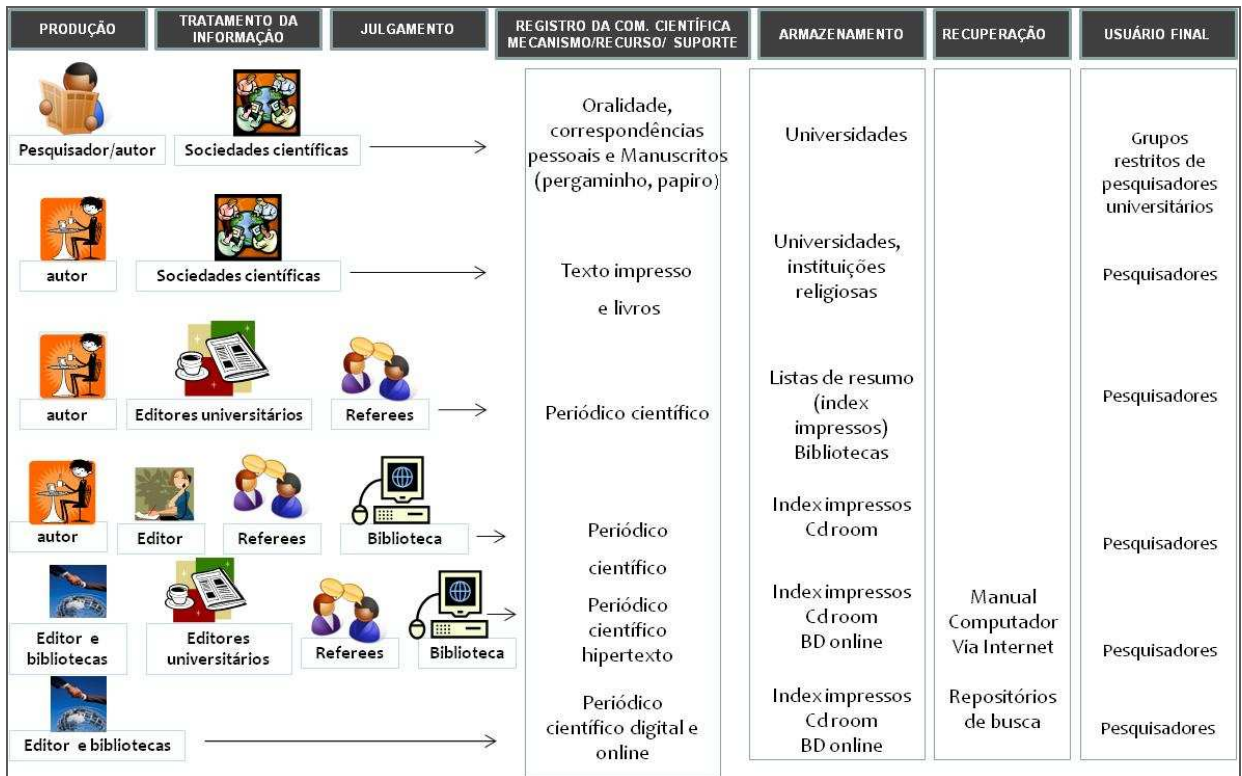 PRODUÇÃO
TRATAMENTO DA
INFORMAÇÃO
JULGAMENTO
REGISTRO DA COM. CIENTÍFICA
MECANISMO/RECURSO/ SUPORTE
ARMAZENAMENTO
RECUPERAÇÃO
USUÁRIO FINAL
Pesquisador/autor
Sociedades científicas
Oralidade,
correspondências
pessoais e Manuscritos
(pergaminho, papiro)
Universidades
Grupos
restritos de
pesquisadores
universitários
autor
Sociedades científicas
Texto impresso
e livros
Universidades,
instituições
religiosas
Pesquisadores
autor
Editores universitários
Referees
Periódico científico
Listas de resumo
(index
impressos)
Bibliotecas
Pesquisadores
autor
Editor
Referees
Biblioteca
Periódico
científico
Index impressos
Cd room
Pesquisadores
Editor e
bibliotecas
Editores
universitários
Referees
Biblioteca
Periódico
científico
hipertexto
Index impressos
Cd room
BD online
Manual
Computador
Via Internet
Pesquisadores
Editor e bibliotecas
Periódico
científico digital e
online
Index impressos
Cd room
BD online
Repositórios
de busca
Pesquisadores